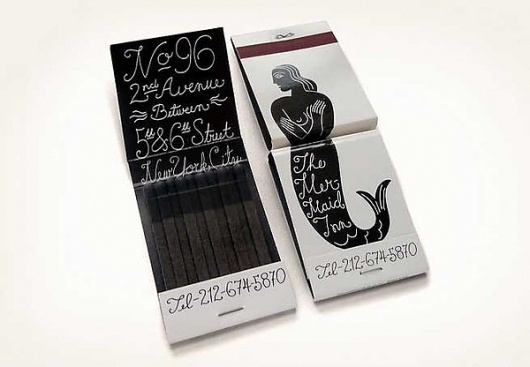 No 96
2nd Avenue
Between
5th & 6th Street
New York City
Tel-212-674-5870
The
Mer
Maid
Inn
Tel-212-674-5870